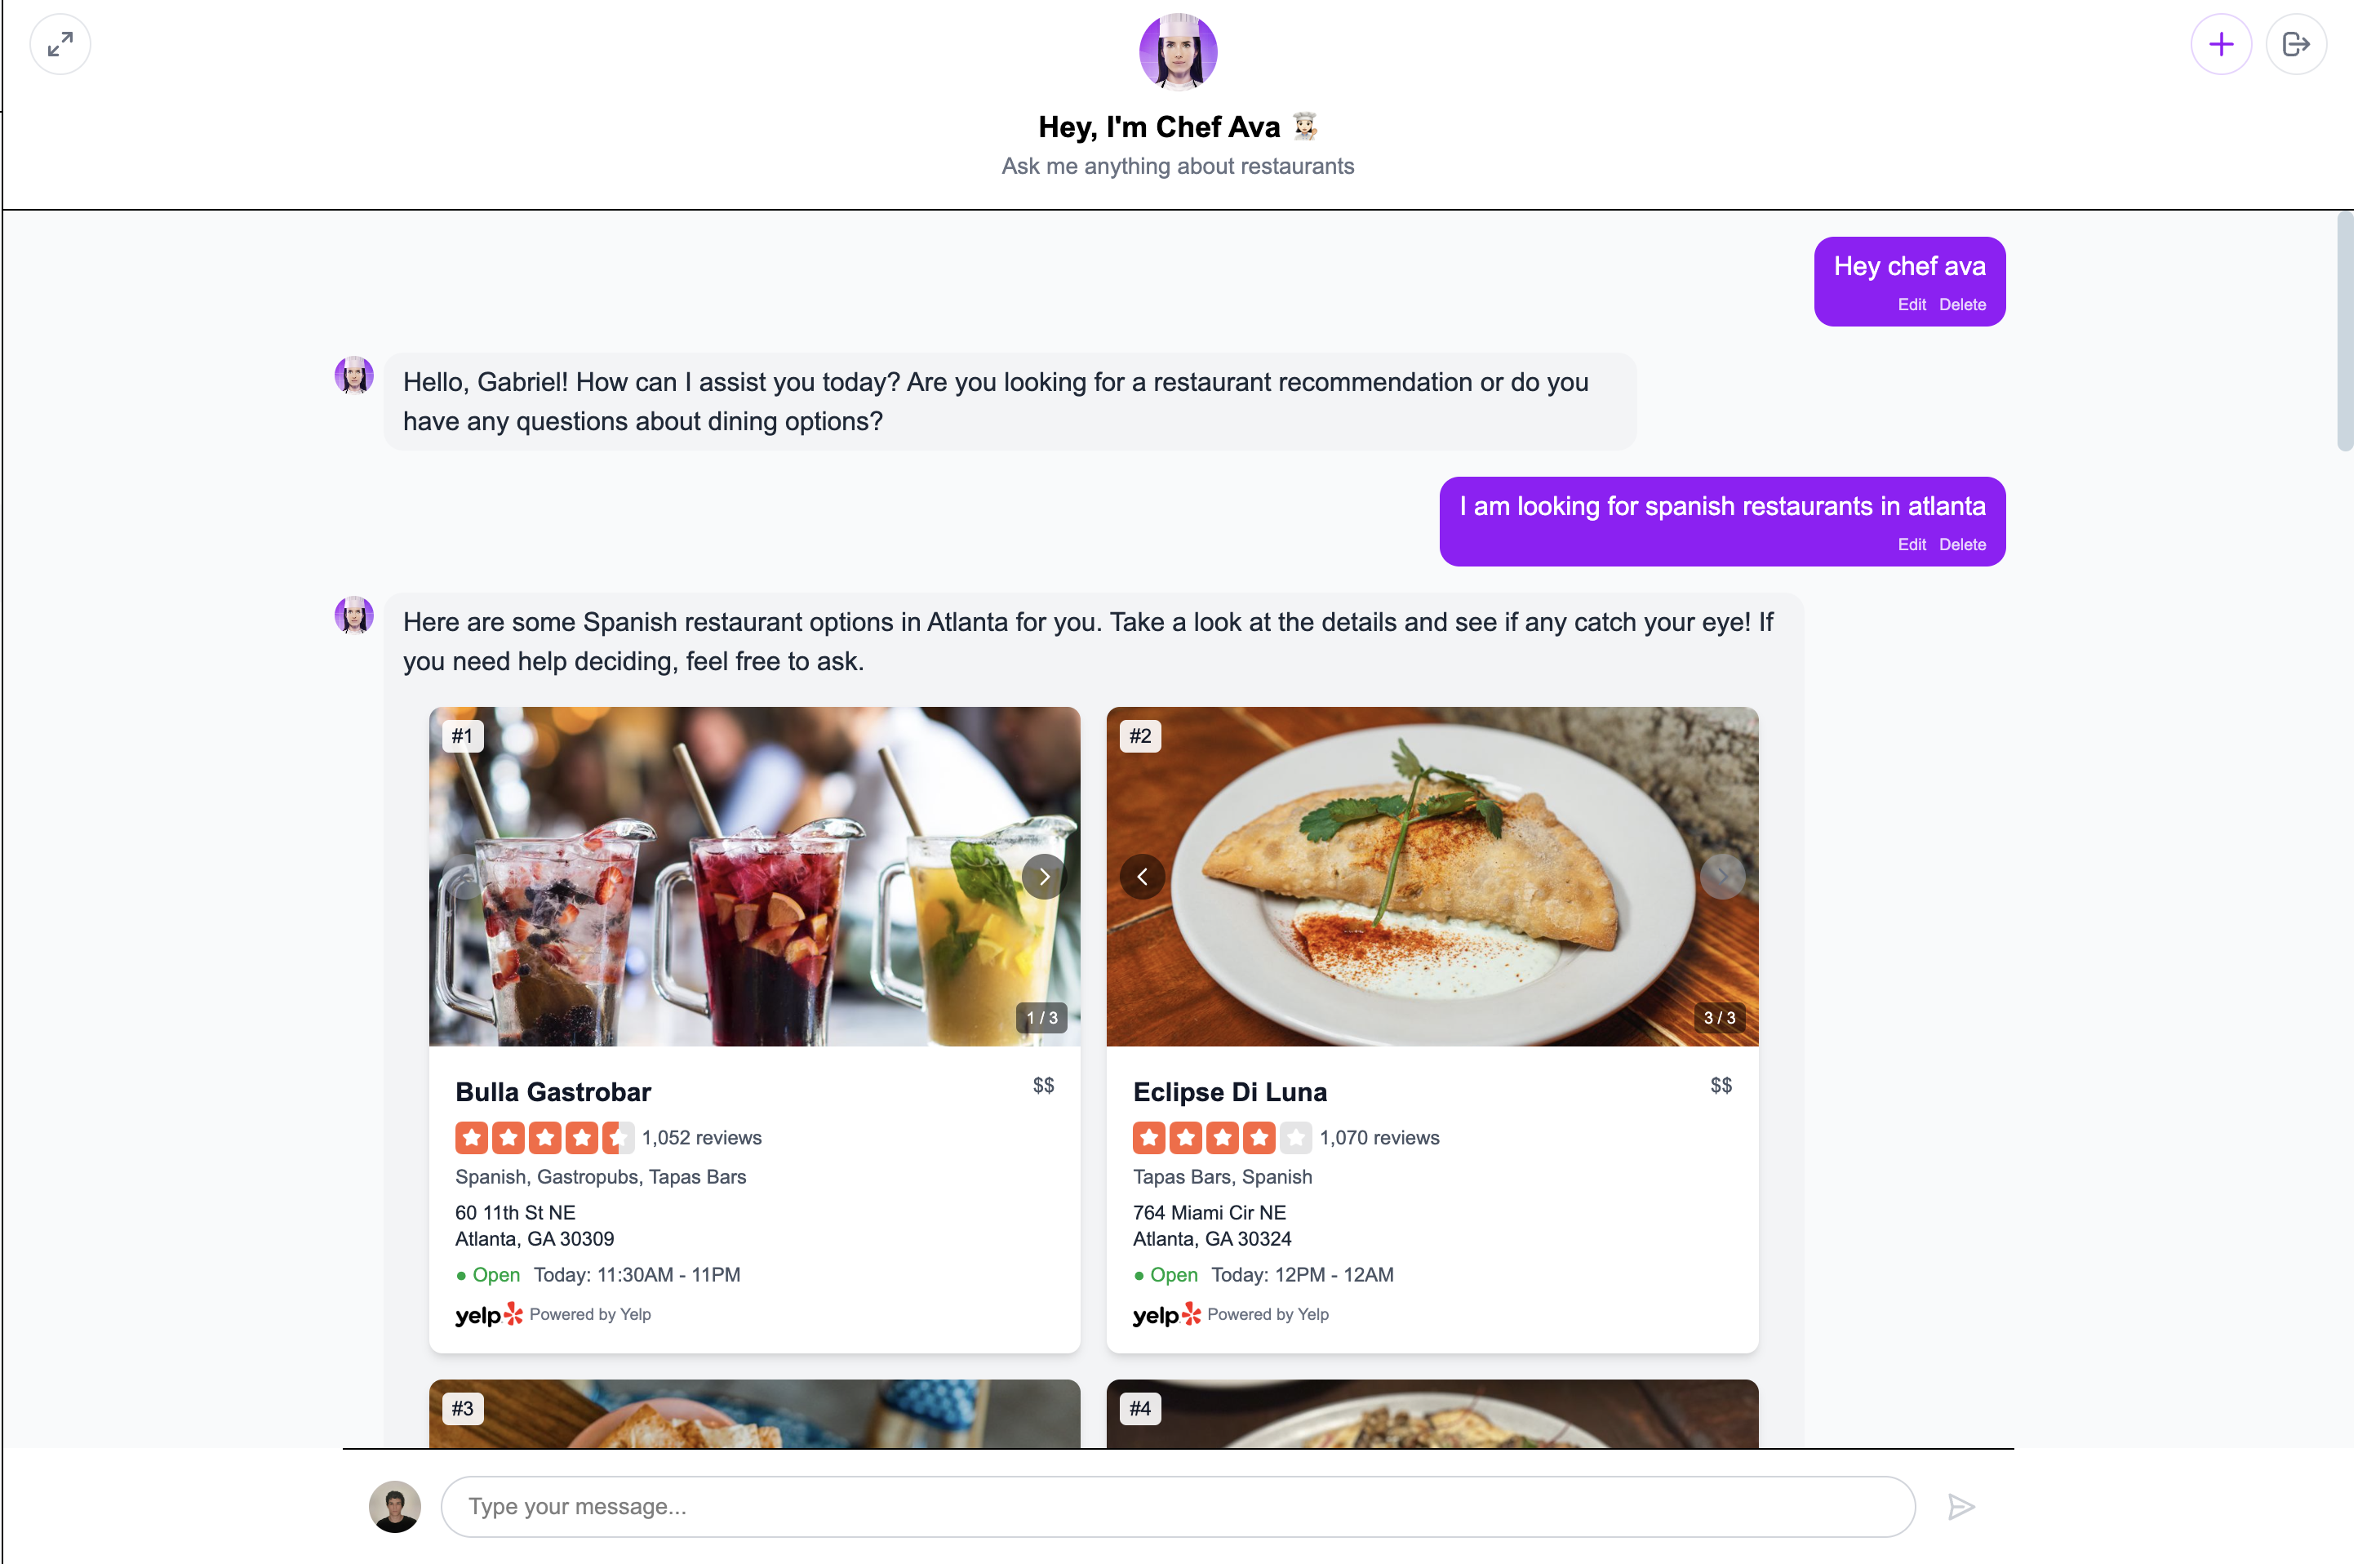 Hey, I'm Chef Ava
Ask me anything about restaurants
Hey chef ava
Edit Delete
Hello, Gabriel! How can I assist you today? Are you looking for a restaurant recommendation or do you
have any questions about dining options?
I am looking for spanish restaurants in atlanta
Edit Delete
Here are some Spanish restaurant options in Atlanta for you. Take a look at the details and see if any catch your eye! If
you need help deciding, feel free to ask.
#1
1 / 3
Bulla Gastrobar
$$
1,052 reviews
Spanish, Gastropubs, Tapas Bars
60 11th St NE
Atlanta, GA 30309
Open Today: 11:30AM - 11PM
yelp Powered by Yelp
#2
3 / 3
Eclipse Di Luna
$$
1,070 reviews
Tapas Bars, Spanish
764 Miami Cir NE
Atlanta, GA 30324
Open Today: 12PM - 12AM
yelp Powered by Yelp
#3
#4
Type your message...